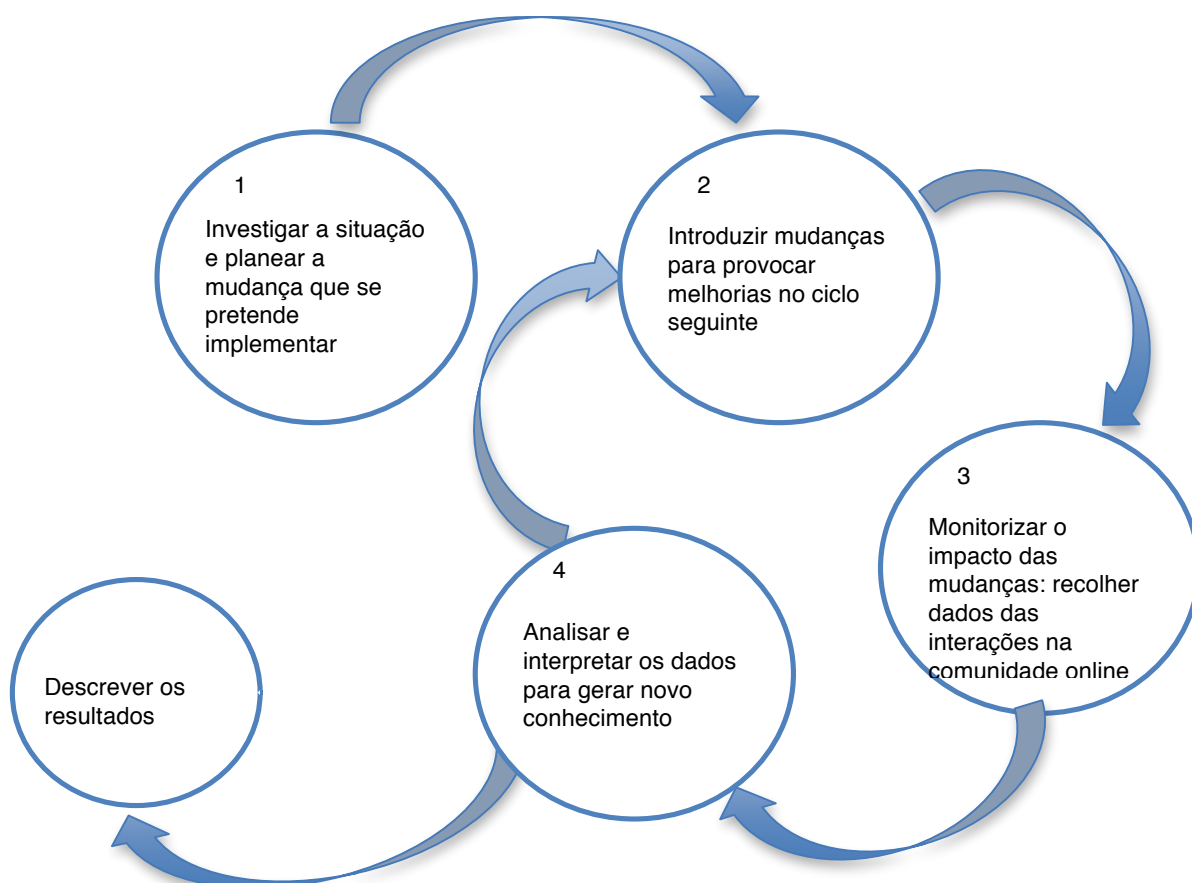 1
Investigar a situação
e planear a
mudança que se
pretende
implementar
2
Introduzir mudanças
para provocar
melhorias no ciclo
seguinte
3
Monitorizar o
impacto das
mudanças: recolher
dados das
interações na
comunidade online
4
Analisar e
interpretar os dados
para gerar novo
conhecimento
Descrever os
resultados